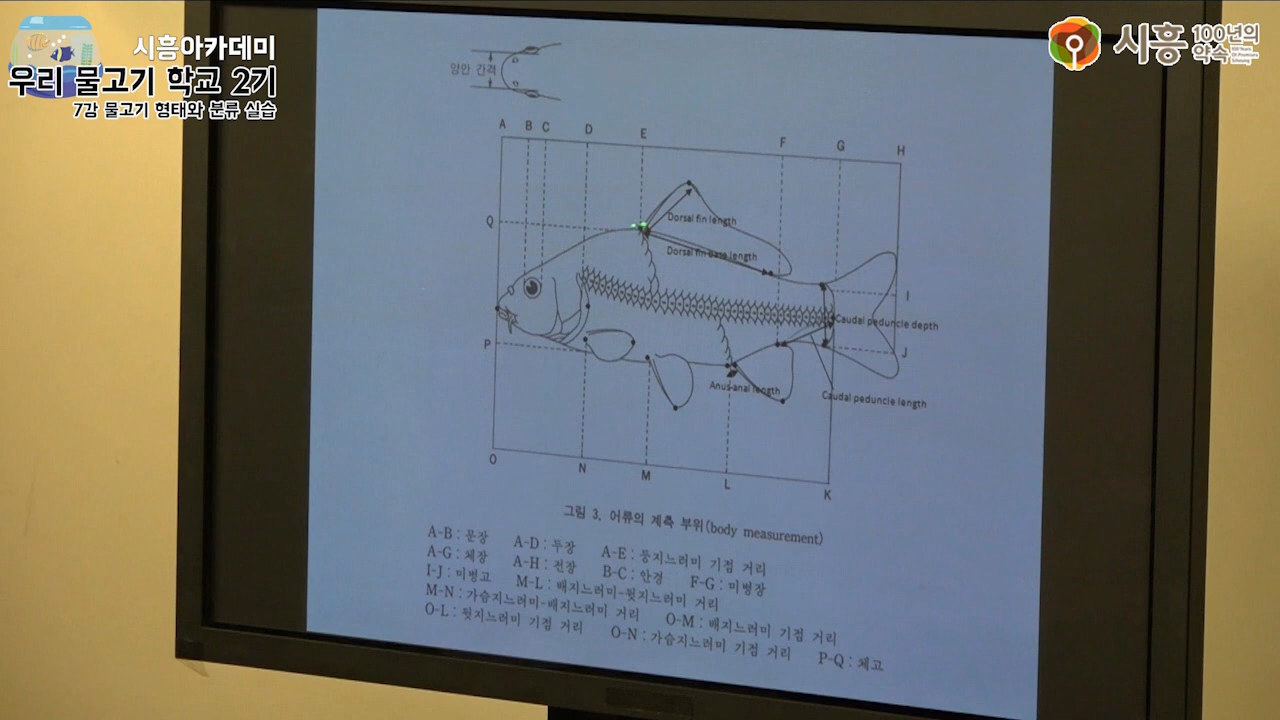 시흥아카데미
우리 물고기 학교 2기
7강 물고기 형태와 분류 실습
시흥 100년의 약속
양안 간격
A B C D E F G H
Q
Dorsal fin length
Dorsal fin base length
I
Caudal peduncle depth
P
J
Anus-anal length
Caudal peduncle length
O N M L K
그림 3. 어류의 계측 부위(body measurement)
A-B : 문장 A-D : 두장 A-E : 등지느러미 기점 거리
A-G : 체장 A-H : 전장 B-C : 안경 F-G : 미병장
I-J : 미병고 M-L : 배지느러미-뒷지느러미 거리
M-N : 가슴지느러미-배지느러미 거리 O-M : 배지느러미 기점 거리
O-L : 뒷지느러미 기점 거리 O-N : 가슴지느러미 기점 거리 P-Q : 체고